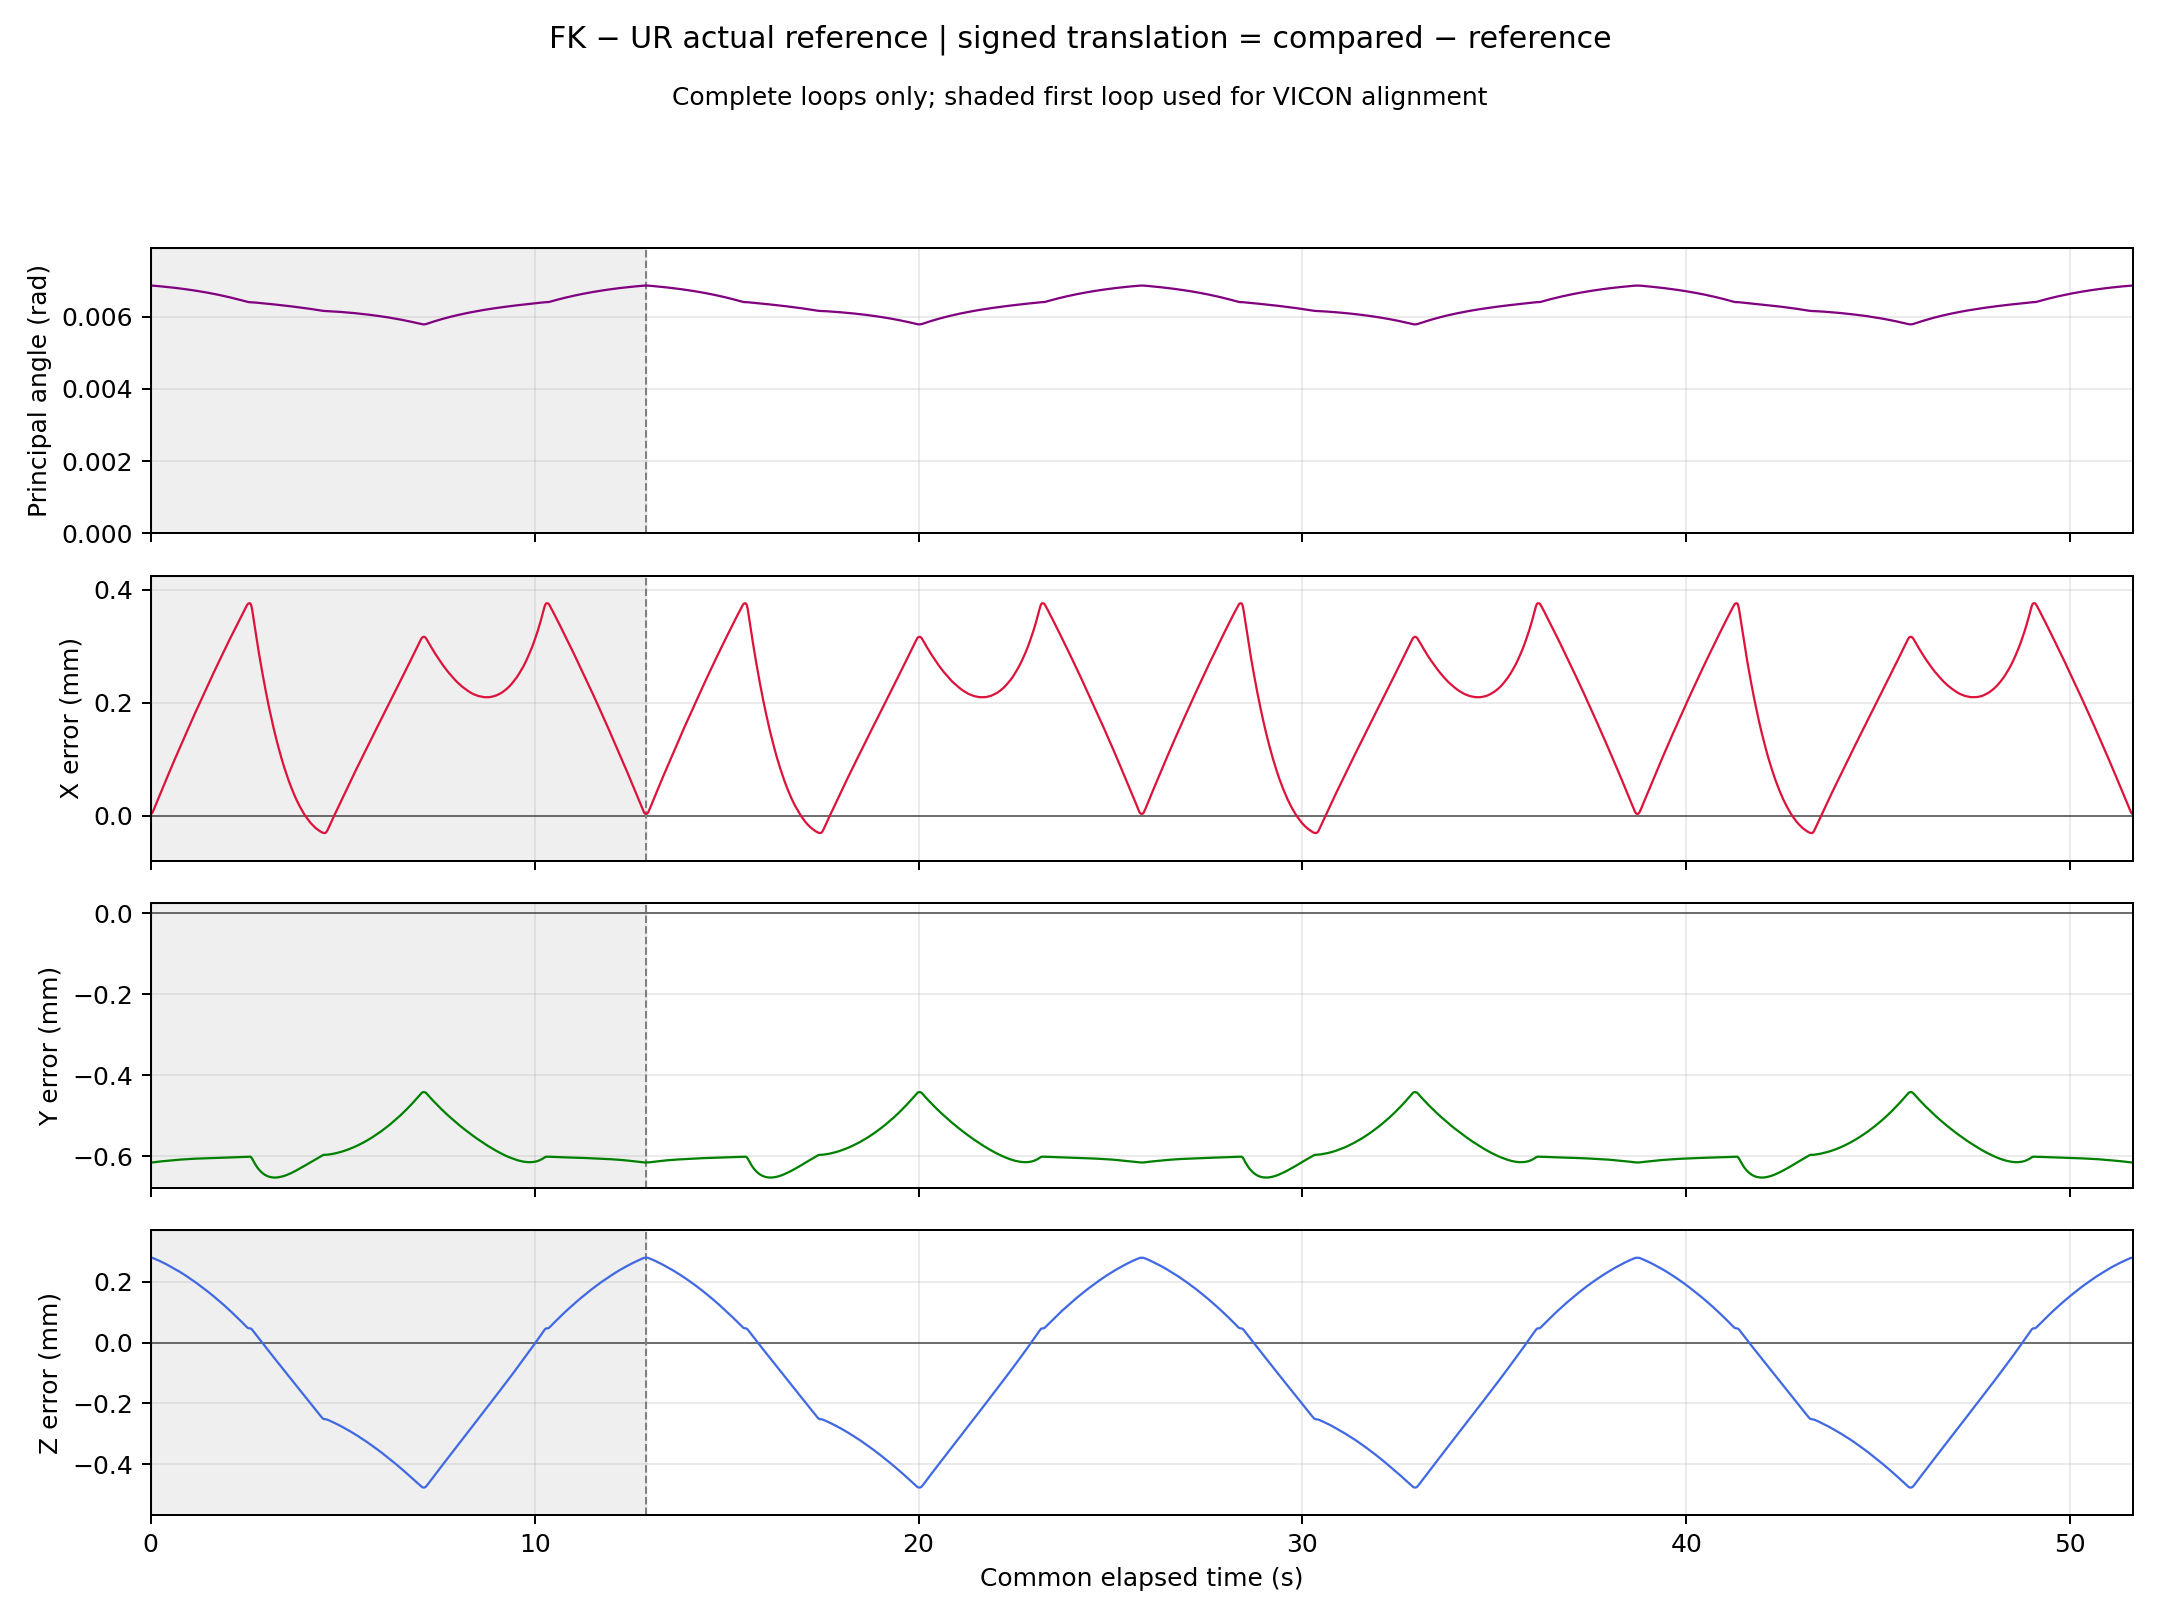 FK − UR actual reference | signed translation = compared − reference
Complete loops only; shaded first loop used for VICON alignment
Principal angle (rad)
0.006
0.004
0.002
0.000
X error (mm)
0.4
0.2
0.0
Y error (mm)
0.0
−0.2
−0.4
−0.6
Z error (mm)
0.2
0.0
−0.2
−0.4
0 10 20 30 40 50
Common elapsed time (s)